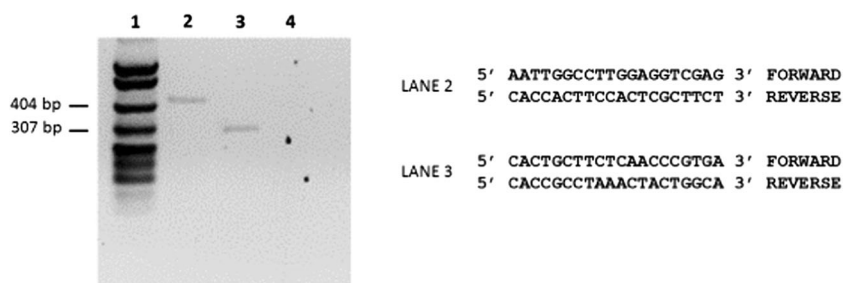 1 2 3 4
404 bp
307 bp
LANE 2
5’ AATTGGCCTTGGAGGTCGAG 3’ FORWARD
5’ CACCACTTCCACTCGCTTCT 3’ REVERSE
LANE 3
5’ CACTGCTTCTCAACCCGTGA 3’ FORWARD
5’ CACCGCCTAAACTACTGGCA 3’ REVERSE